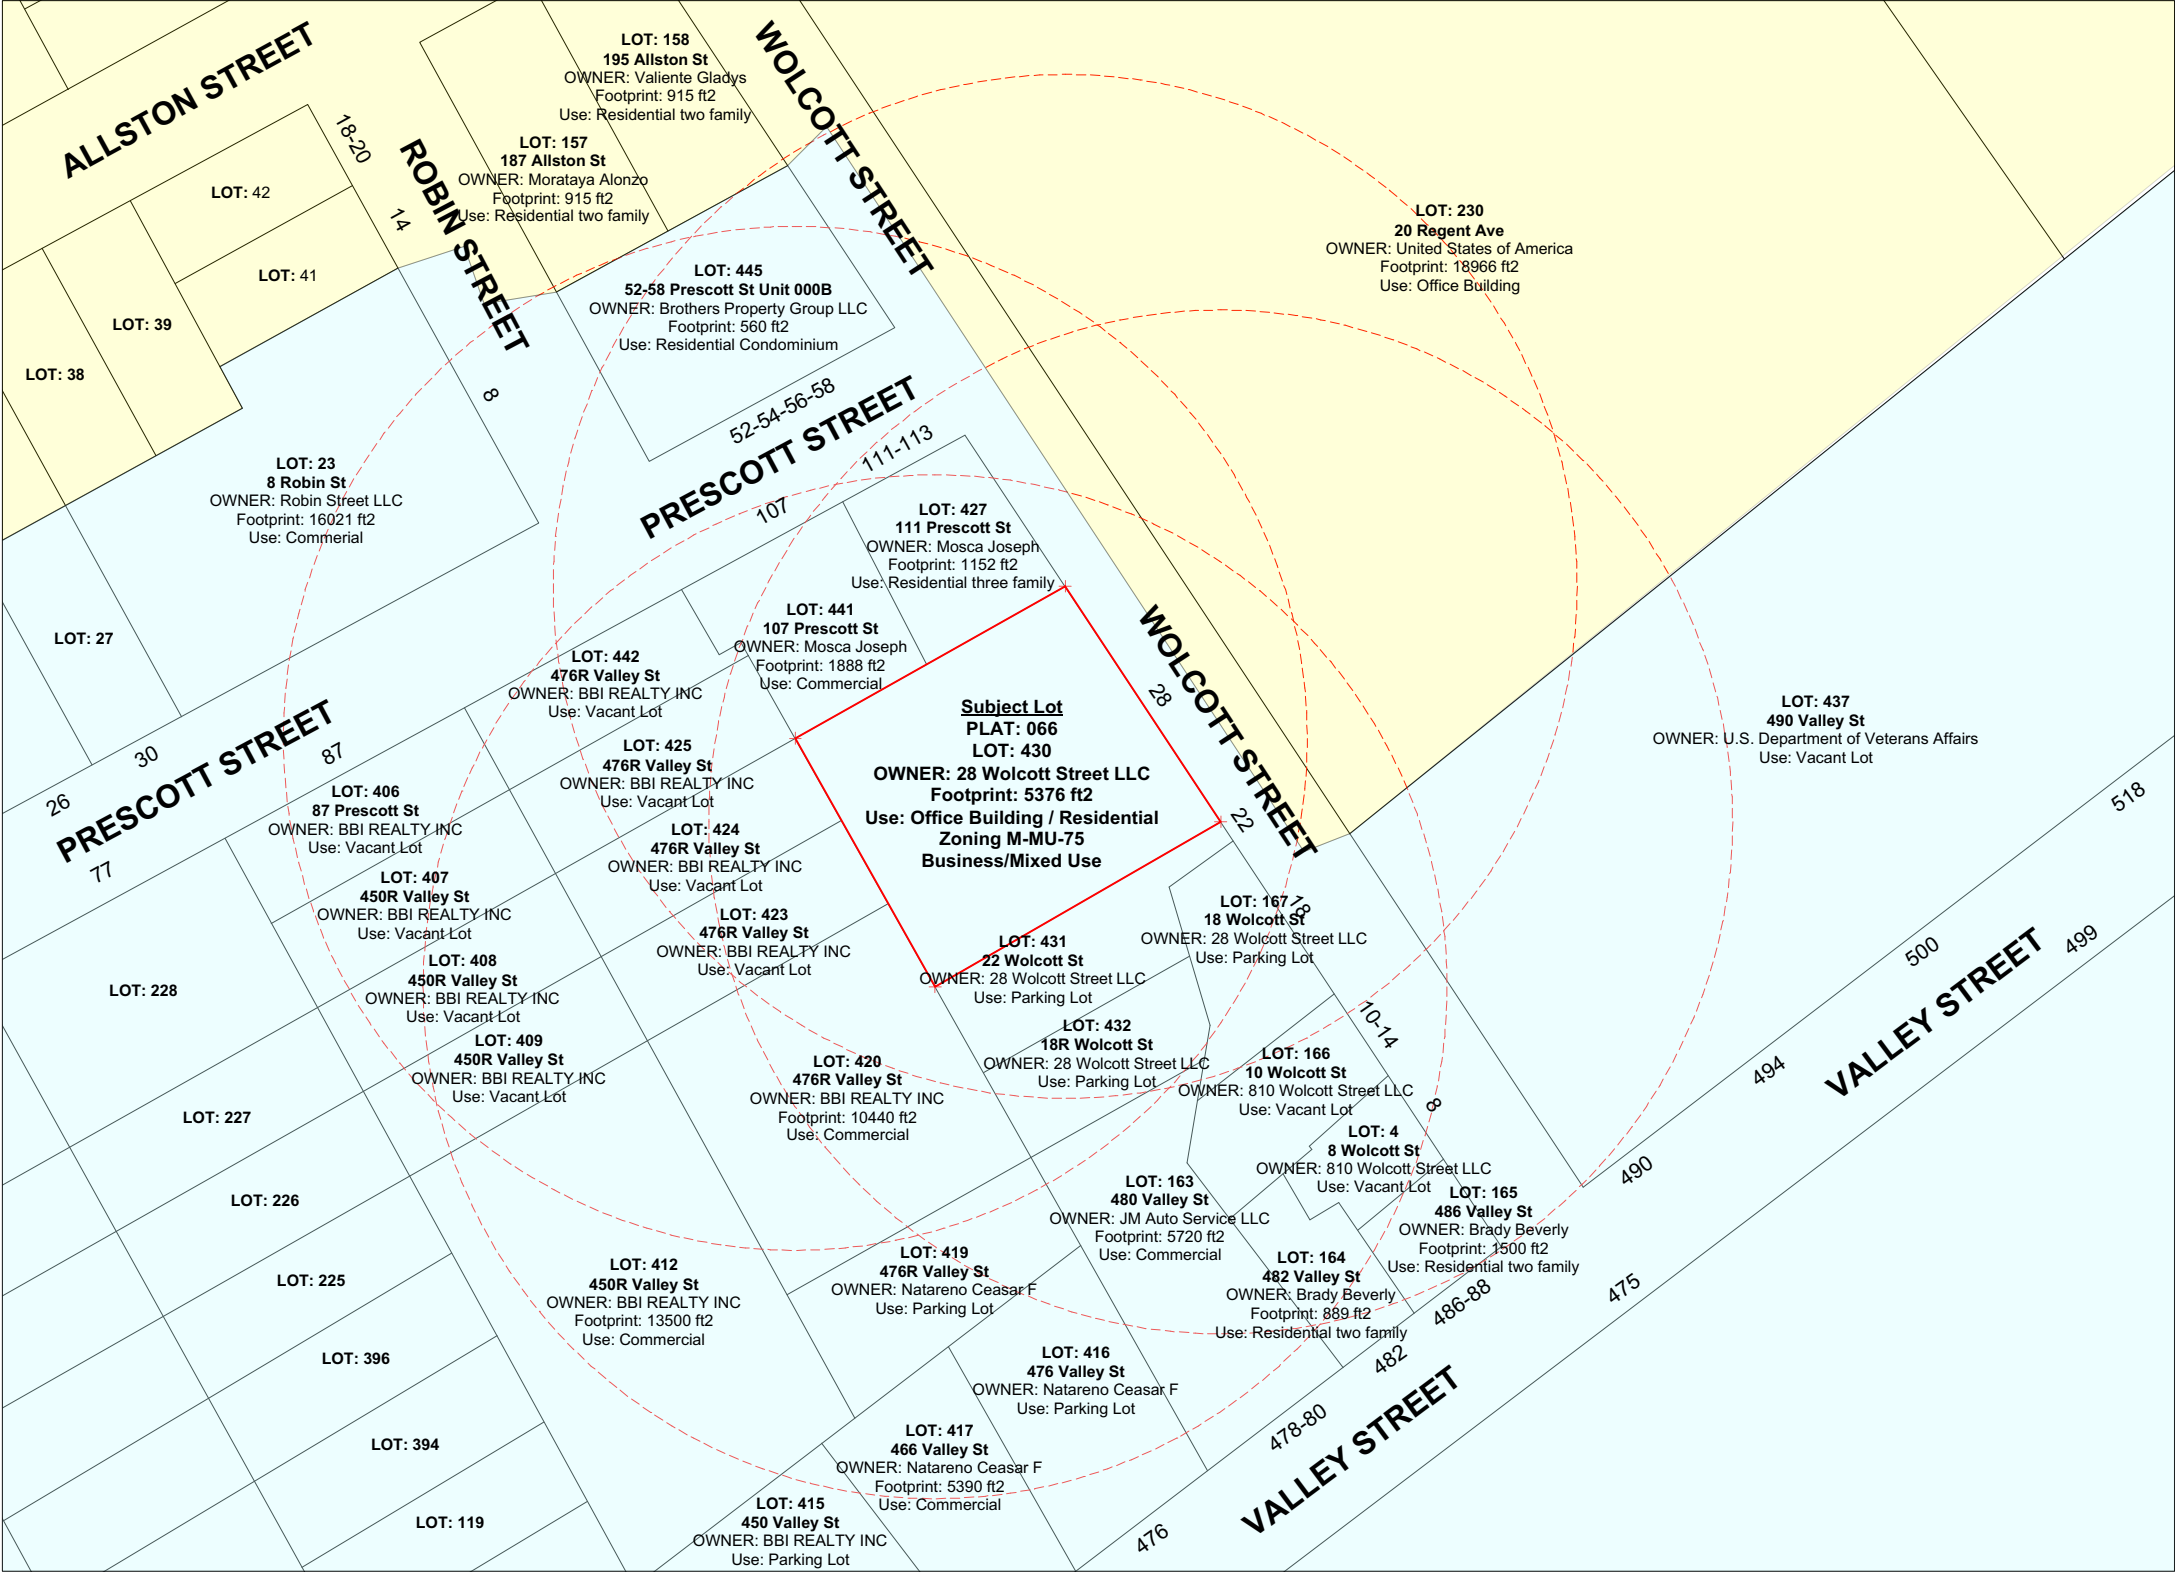 ALLSTON STREET
18-20
14
ROBIN STREET
8
WOLCOTT STREET
LOT: 158
195 Allston St
OWNER: Valiente Gladys
Footprint: 915 ft2
Use: Residential two family
LOT: 157
187 Allston St
OWNER: Morataya Alonzo
Footprint: 915 ft2
Use: Residential two family
LOT: 42
LOT: 41
LOT: 39
LOT: 38
LOT: 230
20 Regent Ave
OWNER: United States of America
Footprint: 18966 ft2
Use: Office Building
LOT: 445
52-58 Prescott St Unit 000B
OWNER: Brothers Property Group LLC
Footprint: 560 ft2
Use: Residential Condominium
52-54-56-58
PRESCOTT STREET
111-113
107
LOT: 23
8 Robin St
OWNER: Robin Street LLC
Footprint: 16021 ft2
Use: Commerial
LOT: 427
111 Prescott St
OWNER: Mosca Joseph
Footprint: 1152 ft2
Use: Residential three family
LOT: 27
LOT: 441
107 Prescott St
OWNER: Mosca Joseph
Footprint: 1888 ft2
Use: Commercial
LOT: 442
476R Valley St
OWNER: BBI REALTY INC
Use: Vacant Lot
WOLCOTT STREET
28
22
Subject Lot
PLAT: 066
LOT: 430
OWNER: 28 Wolcott Street LLC
Footprint: 5376 ft2
Use: Office Building / Residential
Zoning M-MU-75
Business/Mixed Use
LOT: 437
490 Valley St
OWNER: U.S. Department of Veterans Affairs
Use: Vacant Lot
30
26
PRESCOTT STREET
87
77
LOT: 425
476R Valley St
OWNER: BBI REALTY INC
Use: Vacant Lot
LOT: 406
87 Prescott St
OWNER: BBI REALTY INC
Use: Vacant Lot
LOT: 424
476R Valley St
OWNER: BBI REALTY INC
Use: Vacant Lot
LOT: 407
450R Valley St
OWNER: BBI REALTY INC
Use: Vacant Lot
LOT: 423
476R Valley St
OWNER: BBI REALTY INC
Use: Vacant Lot
LOT: 167
18
18 Wolcott St
OWNER: 28 Wolcott Street LLC
Use: Parking Lot
LOT: 431
22 Wolcott St
OWNER: 28 Wolcott Street LLC
Use: Parking Lot
LOT: 408
450R Valley St
OWNER: BBI REALTY INC
Use: Vacant Lot
LOT: 228
518
500
499
VALLEY STREET
494
10-14
8
LOT: 432
18R Wolcott St
OWNER: 28 Wolcott Street LLC
Use: Parking Lot
LOT: 409
450R Valley St
OWNER: BBI REALTY INC
Use: Vacant Lot
LOT: 420
476R Valley St
OWNER: BBI REALTY INC
Footprint: 10440 ft2
Use: Commercial
LOT: 166
10 Wolcott St
OWNER: 810 Wolcott Street LLC
Use: Vacant Lot
LOT: 227
LOT: 4
8 Wolcott St
OWNER: 810 Wolcott Street LLC
Use: Vacant Lot
490
LOT: 226
LOT: 163
480 Valley St
OWNER: JM Auto Service LLC
Footprint: 5720 ft2
Use: Commercial
LOT: 165
486 Valley St
OWNER: Brady Beverly
Footprint: 1500 ft2
Use: Residential two family
LOT: 225
LOT: 412
450R Valley St
OWNER: BBI REALTY INC
Footprint: 13500 ft2
Use: Commercial
LOT: 419
476R Valley St
OWNER: Natareno Ceasar F
Use: Parking Lot
LOT: 164
482 Valley St
OWNER: Brady Beverly
Footprint: 889 ft2
Use: Residential two family
486-88
475
482
LOT: 396
LOT: 416
476 Valley St
OWNER: Natareno Ceasar F
Use: Parking Lot
478-80
VALLEY STREET
LOT: 394
LOT: 417
466 Valley St
OWNER: Natareno Ceasar F
Footprint: 5390 ft2
Use: Commercial
LOT: 119
LOT: 415
450 Valley St
OWNER: BBI REALTY INC
Use: Parking Lot
476